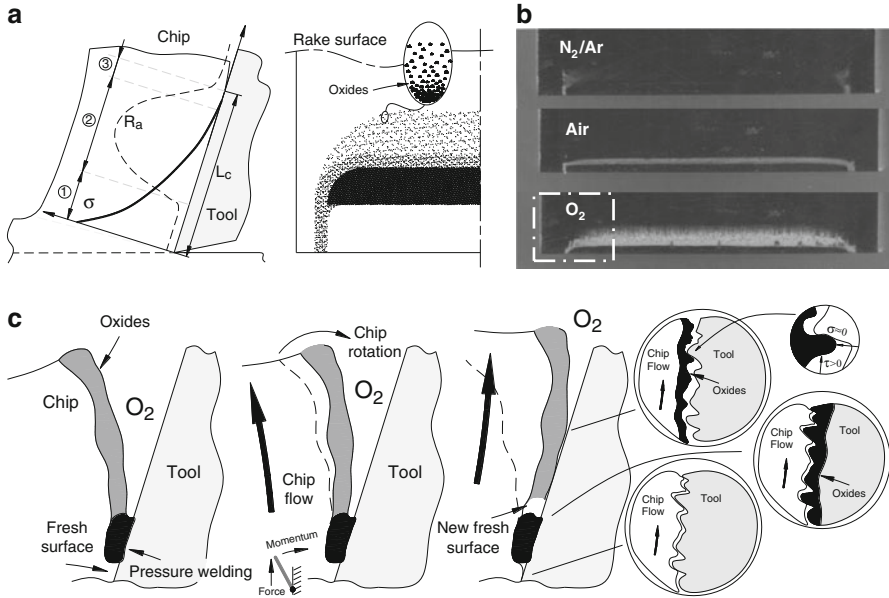 a
Chip
③
②
①
Ra
σ
Lc
Tool
Rake surface
Oxides
b
N2/Ar
Air
O2
c
Oxides
Chip
O2
Tool
Fresh
surface
Pressure welding
Chip
rotation
O2
Chip
flow
Tool
Momentum
Force
O2
Tool
New fresh
surface
Chip
Flow
Tool
Oxides
σ≈0
τ>0
Chip
Flow
Tool
Oxides
Chip
Flow
Tool